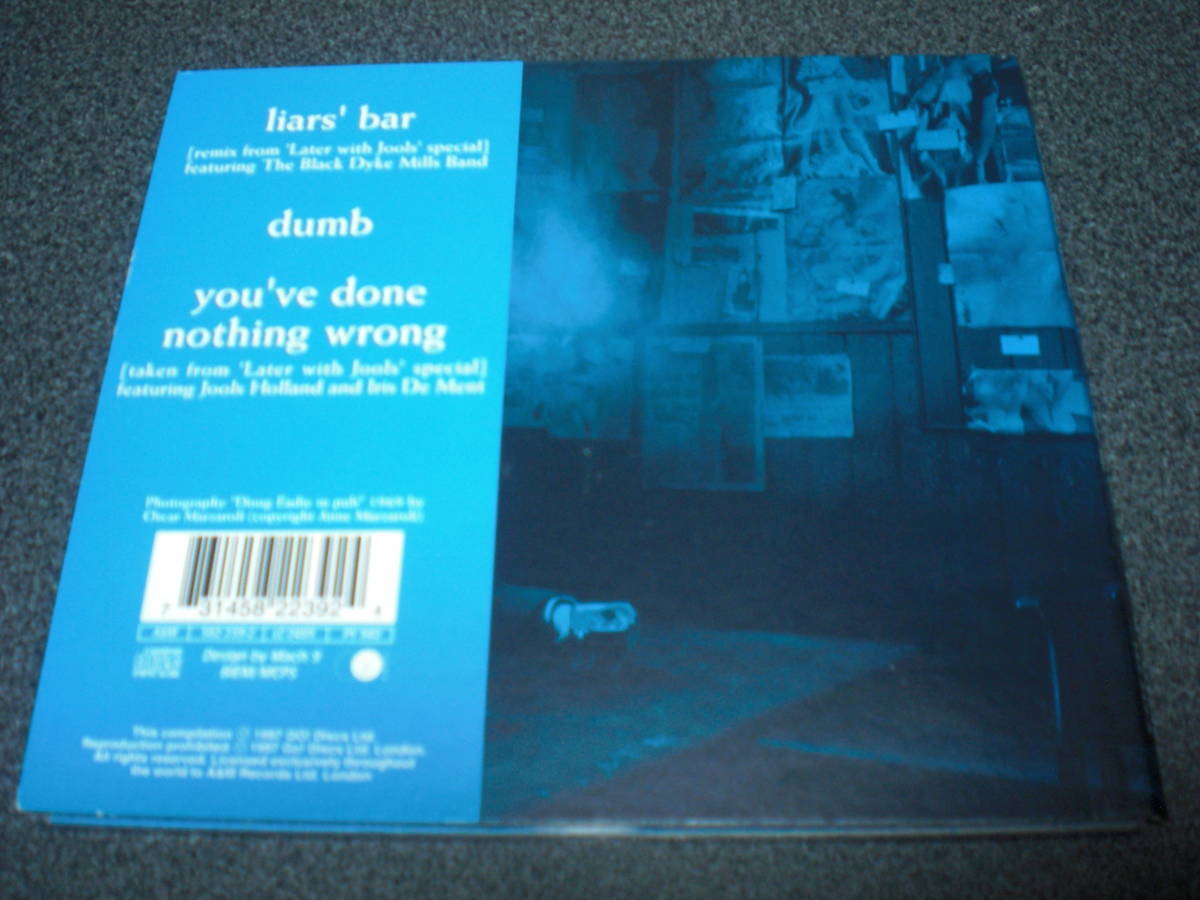 liars' bar
[remix from 'Later with Jools' special]
featuring The Black Dyke Mills Band
dumb
you've done
nothing wrong
[taken from 'Later with Jools' special]
featuring Jools Holland and Iris De Ment
Photography "Doug Eadie in pub" by
Oscar Marzaroli (copyright Anne Marzaroli)
7 31458 22392 4
Design by Mach 9
BIEM/MCPS
This compilation Ⓟ 1997 GO! Discs Ltd
Reproduction prohibited © 1997 Go! Discs Ltd. London.
All rights reserved. Licensed exclusively throughout
the world to A&M Records Ltd. London